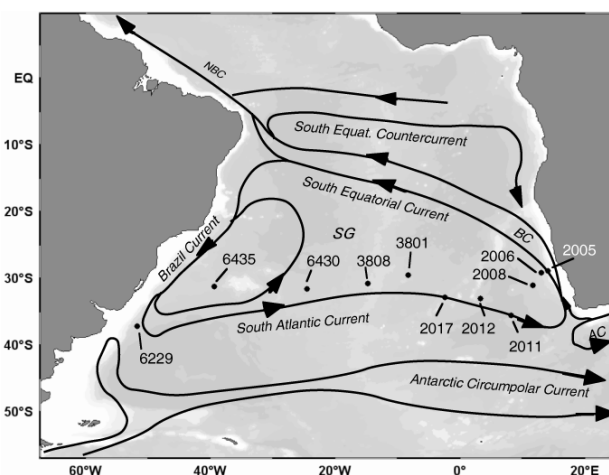 NBC
EQ
South Equat. Countercurrent
10°S
South Equatorial Current
20°S
Brazil Current
SG
BC
2005
6435
6430
3808
3801
2006
2008
30°S
South Atlantic Current
2017
2012
2011
AC
40°S
6229
Antarctic Circumpolar Current
50°S
60°W
40°W
20°W
0°
20°E